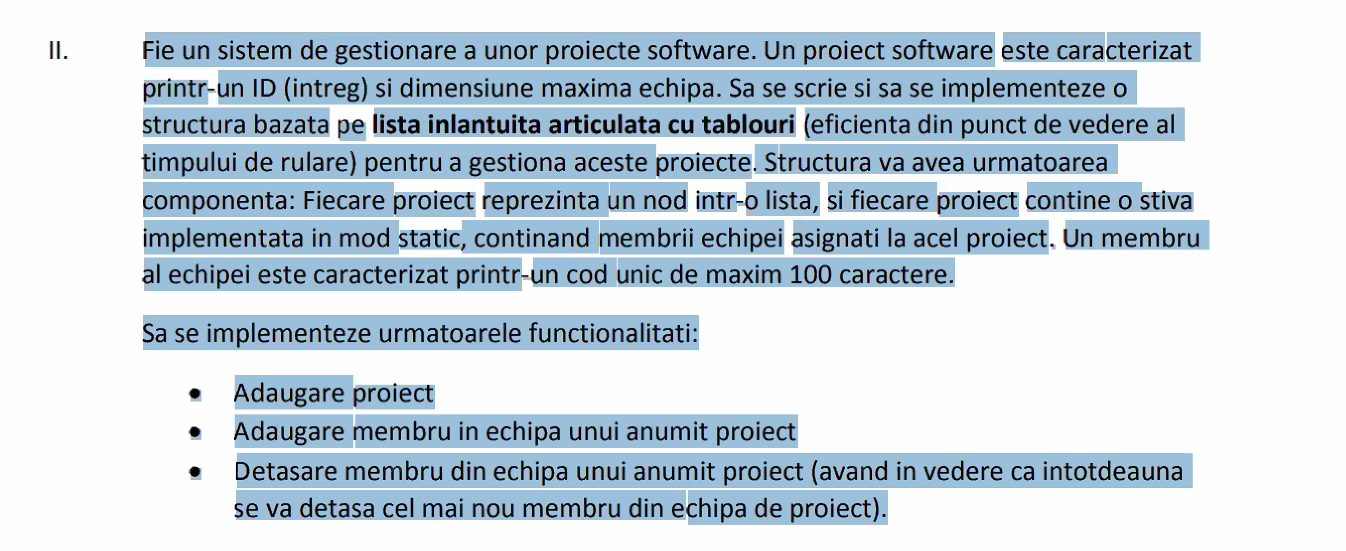 II. Fie un sistem de gestionare a unor proiecte software. Un proiect software este caracterizat
printr-un ID (intreg) si dimensiune maxima echipa. Sa se scrie si sa se implementeze o
structura bazata pe lista inlantuita articulata cu tablouri (eficienta din punct de vedere al
timpului de rulare) pentru a gestiona aceste proiecte. Structura va avea urmatoarea
componenta: Fiecare proiect reprezinta un nod intr-o lista, si fiecare proiect contine o stiva
implementata in mod static, continand membrii echipei asignati la acel proiect. Un membru
al echipei este caracterizat printr-un cod unic de maxim 100 caractere.
Sa se implementeze urmatoarele functionalitati:
• Adaugare proiect
• Adaugare membru in echipa unui anumit proiect
• Detasare membru din echipa unui anumit proiect (avand in vedere ca intotdeauna
se va detasa cel mai nou membru din echipa de proiect).